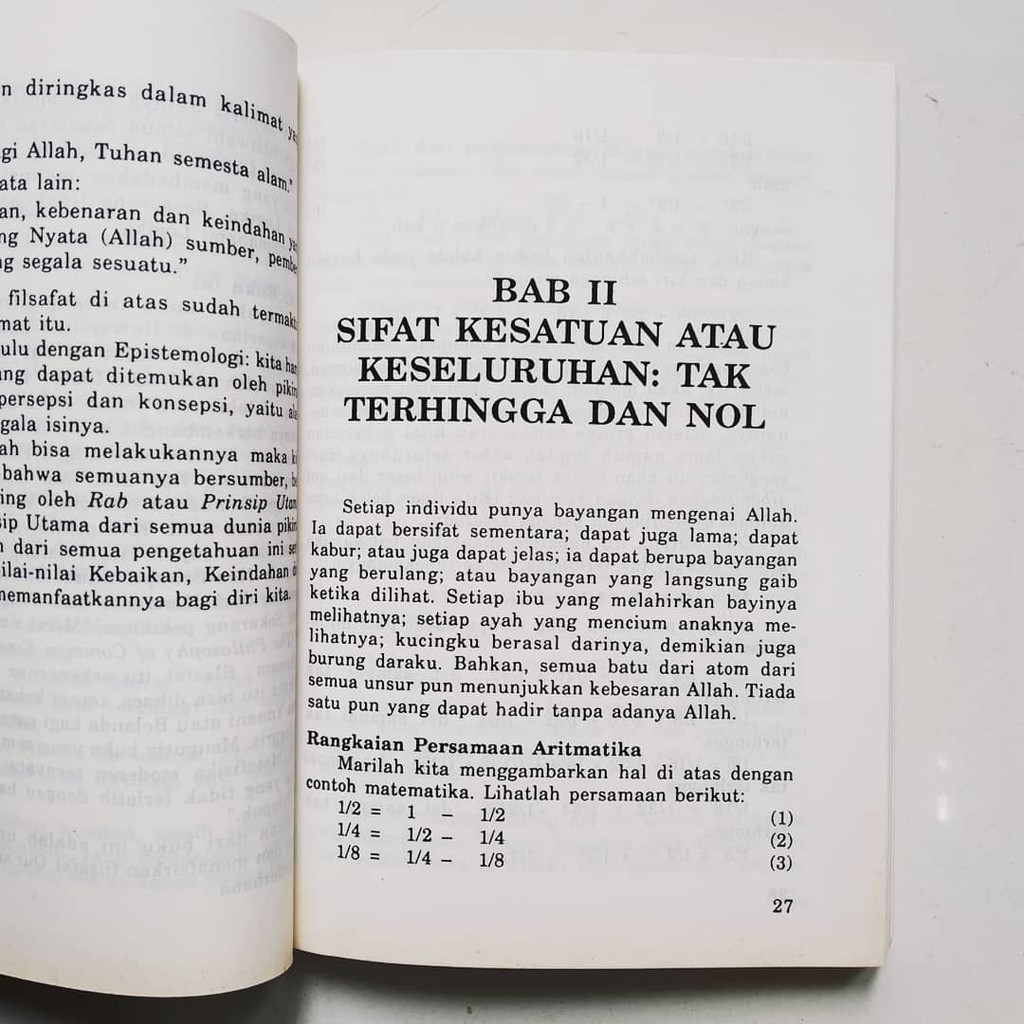 n diringkas dalam kalimat
gi Allah, Tuhan semesta alam."
ata lain:
an, kebenaran dan keindahan
ng Nyata (Allah) sumber,
ng segala sesuatu."
filsafat di atas sudah
mat itu.
ulu dengan Epistemologi: kita
ang dapat ditemukan oleh
persepsi dan konsepsi, yaitu
gala isinya.
ah bisa melakukannya maka
bahwa semuanya bersumber,
ing oleh Rab atau Prinsip
sip Utama dari semua dunia
n dari semua pengetahuan ini
ilai-nilai Kebaikan, Keindahan
memanfaatkannya bagi diri kita.
BAB II
SIFAT KESATUAN ATAU
KESELURUHAN: TAK
TERHINGGA DAN NOL
Setiap individu punya bayangan mengenai Allah.
Ia dapat bersifat sementara; dapat juga lama; dapat
kabur; atau juga dapat jelas; ia dapat berupa bayangan
yang berulang; atau bayangan yang langsung gaib
ketika dilihat. Setiap ibu yang melahirkan bayinya
melihatnya; setiap ayah yang mencium anaknya me-
lihatnya; kucingku berasal darinya, demikian juga
burung daraku. Bahkan, semua batu dari atom dari
semua unsur pun menunjukkan kebesaran Allah. Tiada
satu pun yang dapat hadir tanpa adanya Allah.
Rangkaian Persamaan Aritmatika
Marilah kita menggambarkan hal di atas dengan
contoh matematika. Lihatlah persamaan berikut:
1/2 = 1 – 1/2 (1)
1/4 = 1/2 – 1/4 (2)
1/8 = 1/4 – 1/8 (3)
27